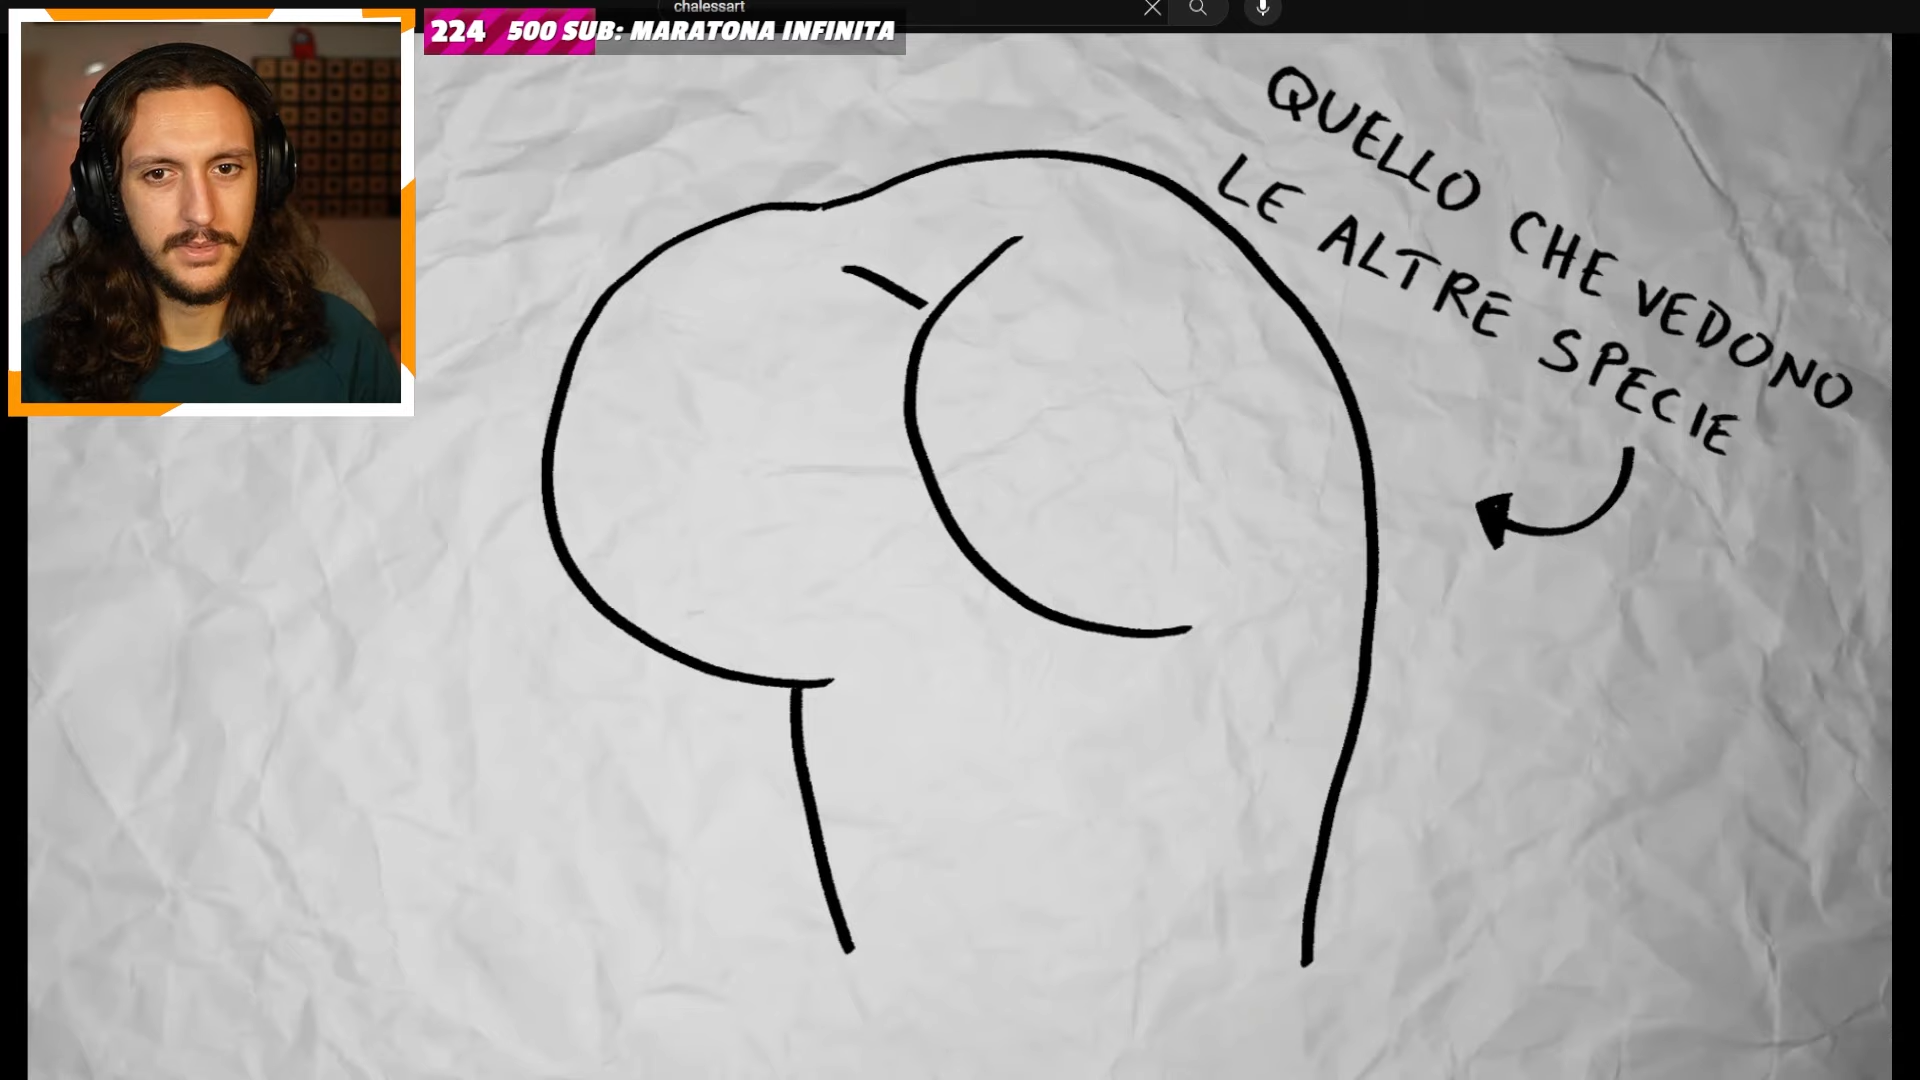 chalessart
224 500 SUB: MARATONA INFINITA
QUELLO CHE VEDONO
LE ALTRE SPECIE